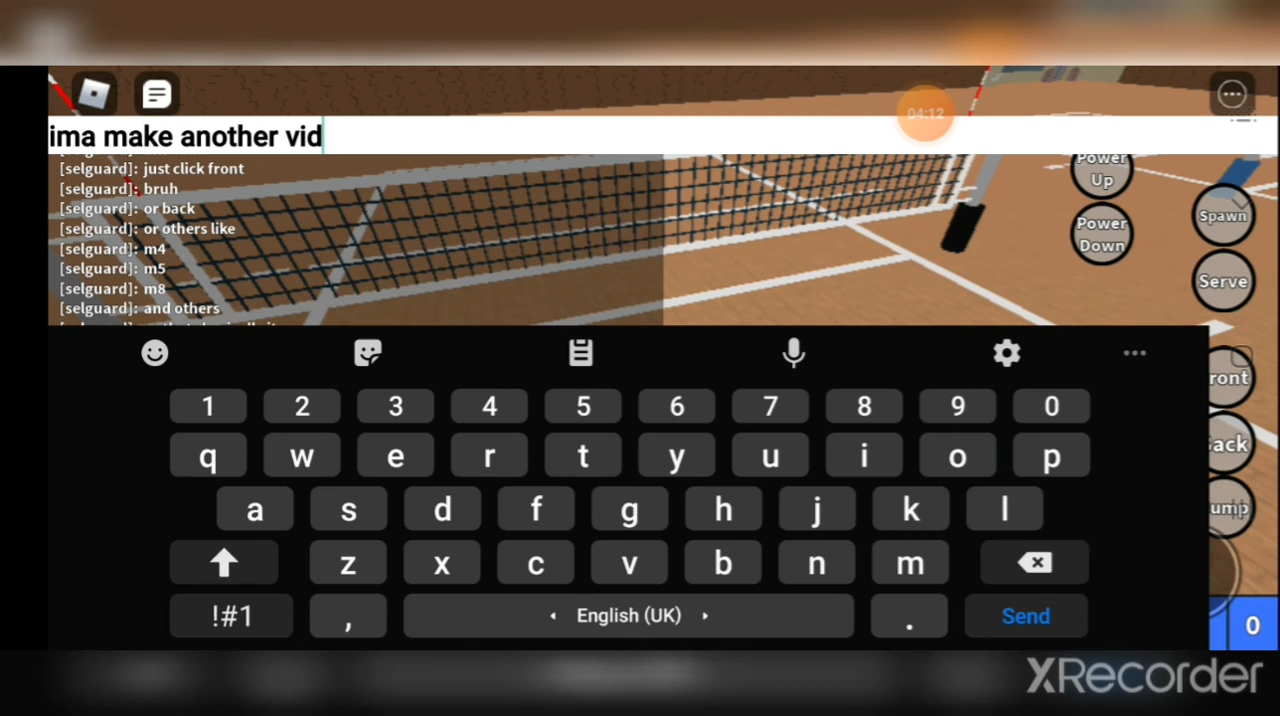 04:12
ima make another vid
[selguard]: just click front
[selguard]: bruh
[selguard]: or back
[selguard]: or others like
[selguard]: m4
[selguard]: m5
[selguard]: m8
[selguard]: and others
Power
Up
Power
Down
Spawn
Serve
ront
ack
ump
1 2 3 4 5 6 7 8 9 0
q w e r t y u i o p
a s d f g h j k l
z x c v b n m
!#1 , English (UK) . Send
0
XRecorder